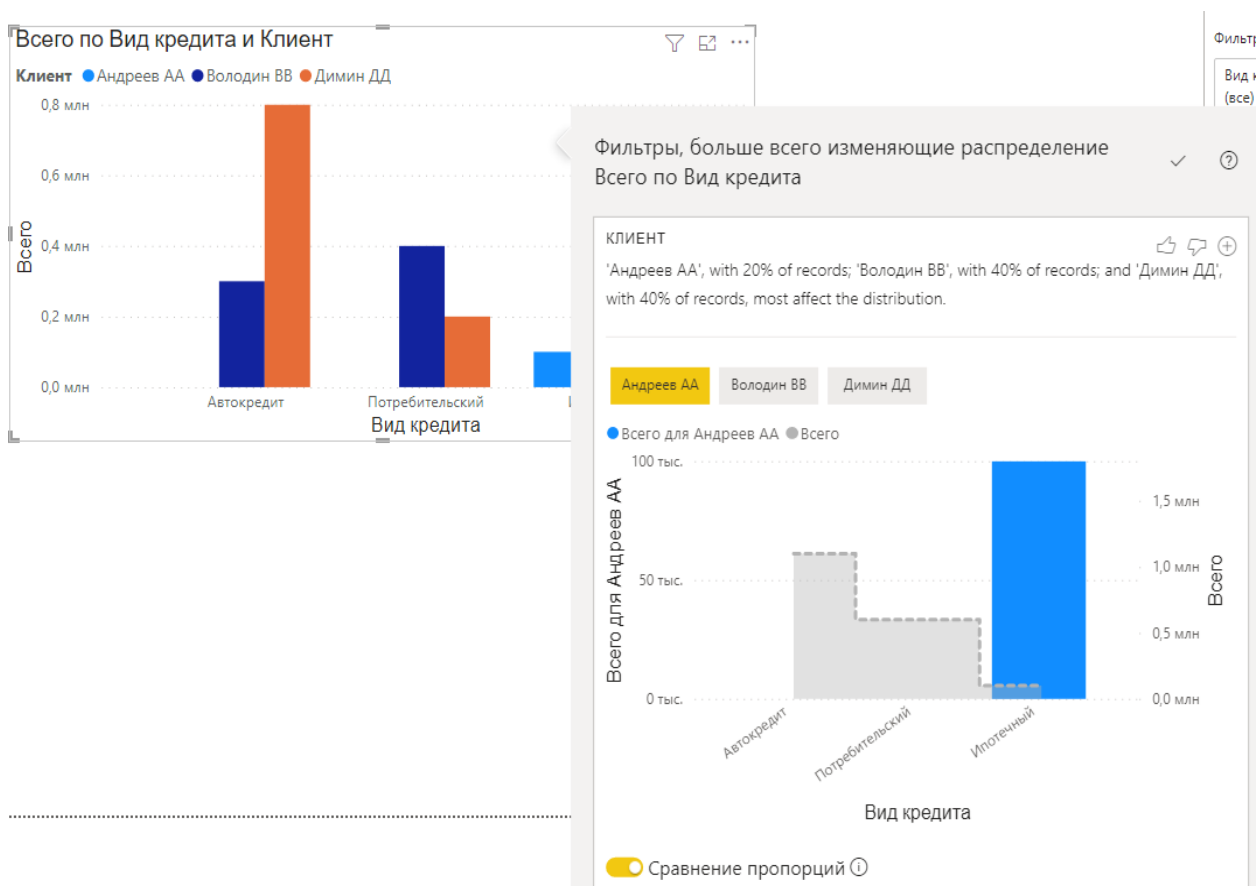 Всего по Вид кредита и Клиент
Клиент Андреев АА Володин ВВ Димин ДД
0,8 млн
0,6 млн
0,4 млн
0,2 млн
0,0 млн
Всего
Автокредит Потребительский
Вид кредита
(все)
Фильтры, больше всего изменяющие распределение
Всего по Вид кредита
КЛИЕНТ
'Андреев АА', with 20% of records; 'Володин ВВ', with 40% of records; and 'Димин ДД',
with 40% of records, most affect the distribution.
Андреев АА Володин ВВ Димин ДД
Всего для Андреев АА Всего
100 тыс.
50 тыс.
0 тыс.
Всего для Андреев АА
1,5 млн
1,0 млн
0,5 млн
0,0 млн
Всего
Автокредит
Потребительский
Ипотечный
Вид кредита
Сравнение пропорций